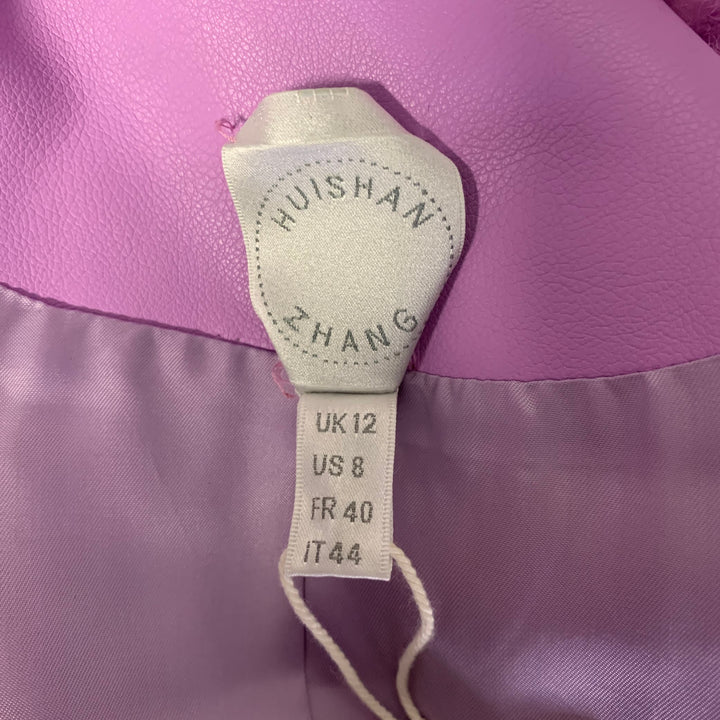 HUISHAN
ZHANG
UK 12
US 8
FR 40
IT 44